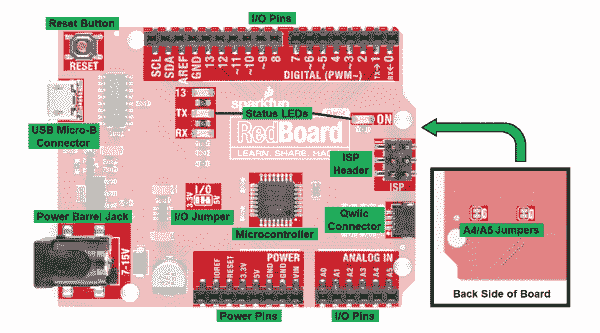 Reset Button
I/O Pins
RESET
SCL
SDA
AREF
GND
13
12
~11
~10
~9
8
7
~6
~5
4
~3
2
TX→1
RX←0
DIGITAL (PWM~)
13
TX
RX
sparkfun
Status LEDs
ON
USB Micro-B
Connector
RedBoard
LEARN. SHARE.
ISP
Header
ISP
I/O
3.3V
5V
Power Barrel Jack
I/O Jumper
Microcontroller
Qwiic
Connector
A4/A5 Jumpers
7-15V
POWER
IOREF
RESET
3.3V
5V
GND
GND
VIN
ANALOG IN
A0
A1
A2
A3
A4
A5
Back Side of Board
Power Pins
I/O Pins